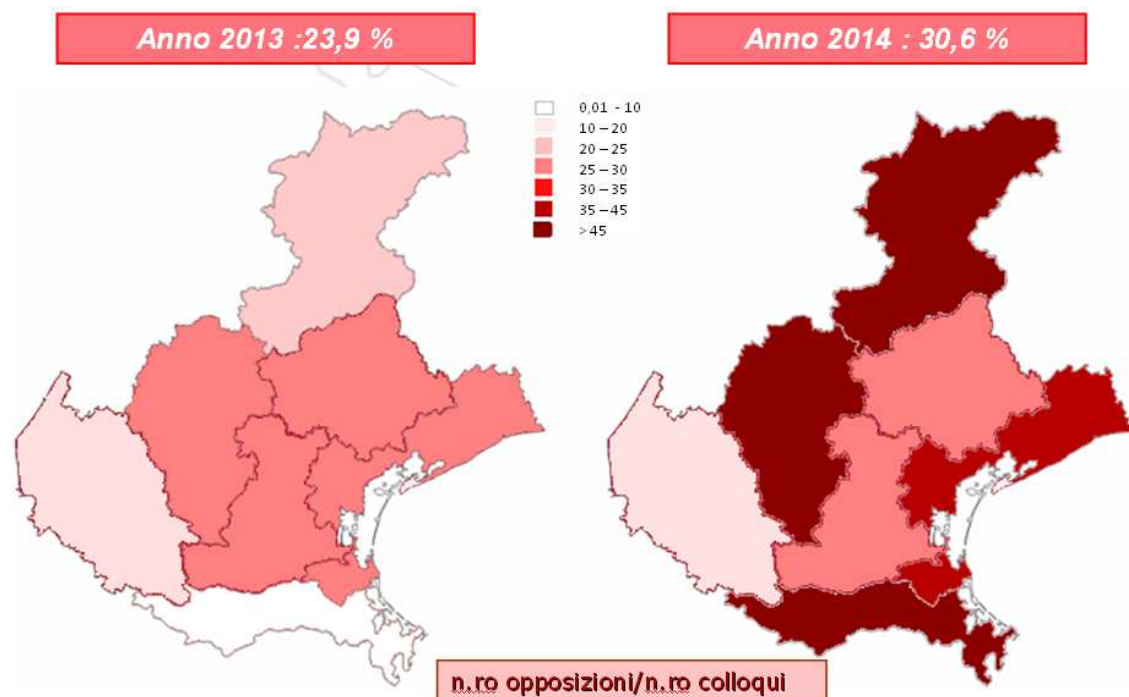 Anno 2013 :23,9 %
Anno 2014 : 30,6 %
0,01 - 10
10 – 20
20 – 25
25 – 30
30 – 35
35 – 45
>45
n.ro opposizioni/n.ro colloqui